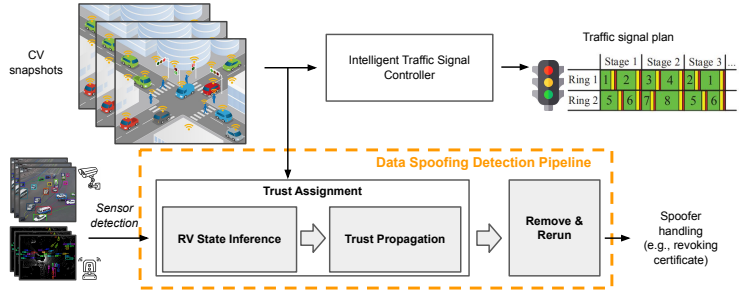 CV
snapshots
Intelligent Traffic Signal
Controller
Traffic signal plan
Stage 1 Stage 2 Stage 3 ...
Ring 1 1 2 3 4 2 1
Ring 2 5 6 7 8 5 6
Data Spoofing Detection Pipeline
Trust Assignment
Sensor
detection
RV State Inference
Trust Propagation
Remove &
Rerun
Spoofer
handling
(e.g., revoking
certificate)